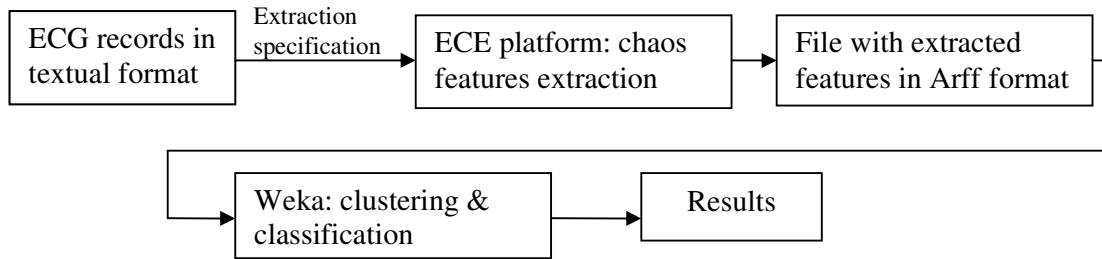 ECG records in
textual format
Extraction
specification
ECE platform: chaos
features extraction
File with extracted
features in Arff format
Weka: clustering &
classification
Results